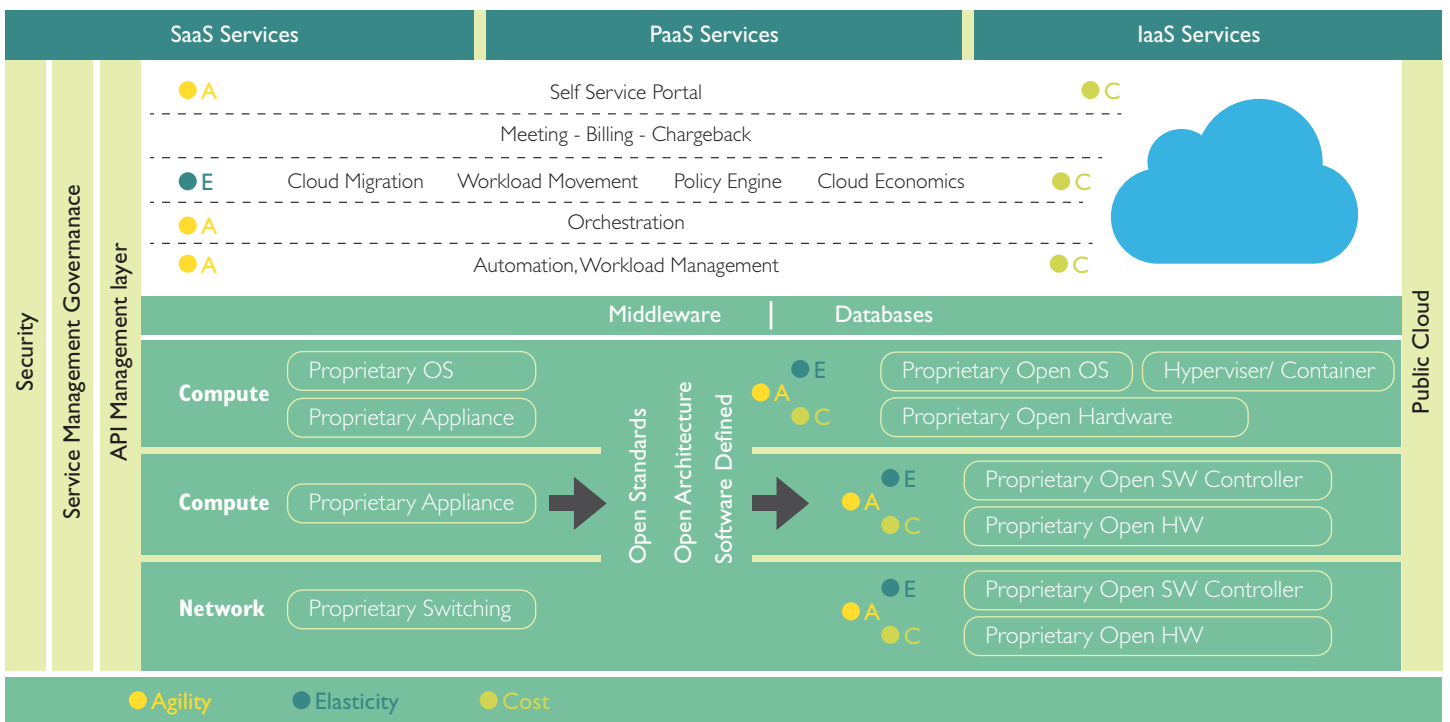 SaaS Services
PaaS Services
IaaS Services
Security
Service Management Governanace
API Management layer
Public Cloud
A Self Service Portal C
Meeting - Billing - Chargeback
E Cloud Migration Workload Movement Policy Engine Cloud Economics C
A Orchestration
A Automation,Workload Management C
Middleware | Databases
Compute
Proprietary OS
Proprietary Appliance
Open Standards
Open Architecture
Software Defined
E
A
C
Proprietary Open OS
Hyperviser/ Container
Proprietary Open Hardware
Compute
Proprietary Appliance
E
A
C
Proprietary Open SW Controller
Proprietary Open HW
Network
Proprietary Switching
E
A
C
Proprietary Open SW Controller
Proprietary Open HW
Agility
Elasticity
Cost